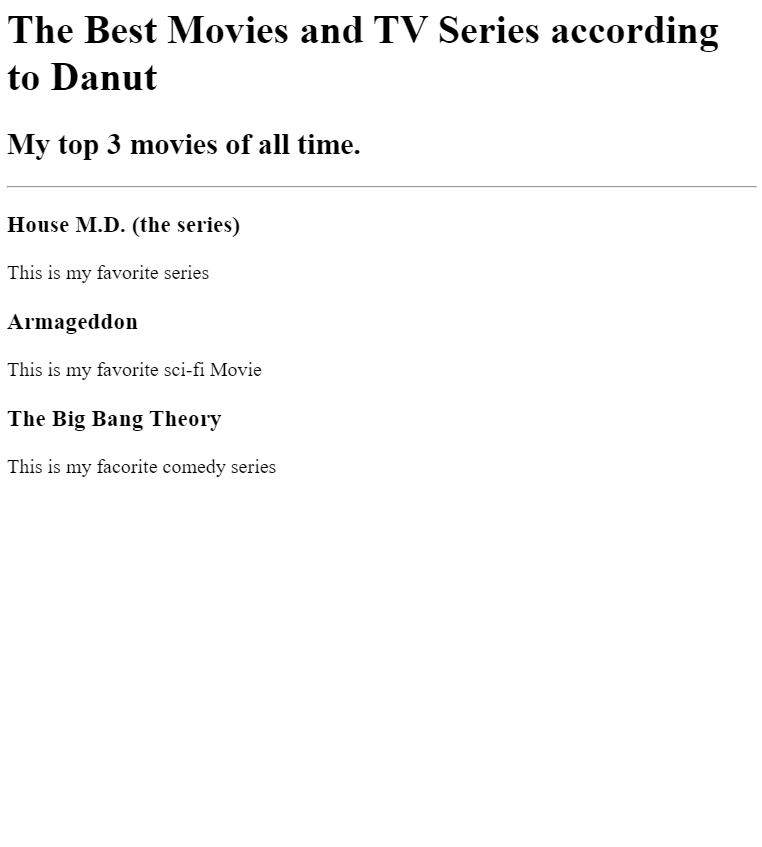 The Best Movies and TV Series according
to Danut
My top 3 movies of all time.
House M.D. (the series)
This is my favorite series
Armageddon
This is my favorite sci-fi Movie
The Big Bang Theory
This is my facorite comedy series